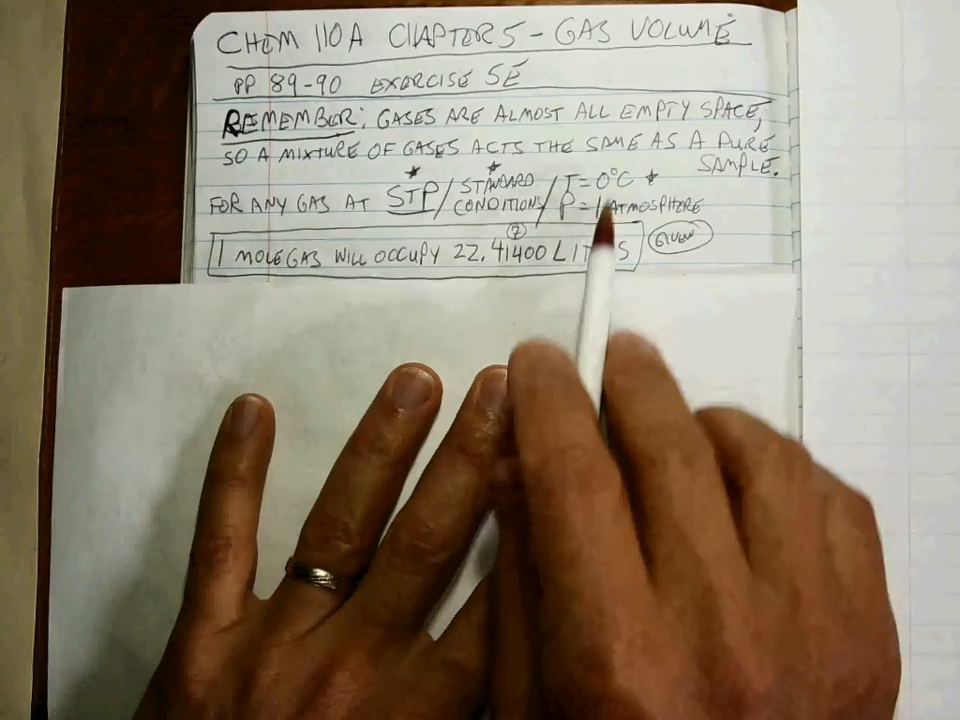 CHEM 110A CHAPTER 5 - GAS VOLUME
PP 89-90 EXERCISE 5E
REMEMBER: GASES ARE ALMOST ALL EMPTY SPACE,
SO A MIXTURE OF GASES ACTS THE SAME AS A PURE
SAMPLE.
FOR ANY GAS AT STP / STANDARD CONDITIONS / T = 0°C
P = 1 ATMOSPHERE
1 MOLE GAS WILL OCCUPY 22.41400 (7) GIVEN